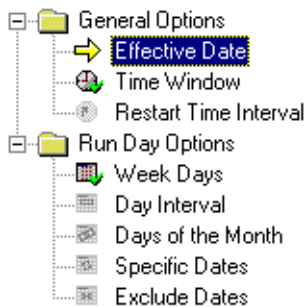 General Options
Effective Date
Time Window
Restart Time Interval
Run Day Options
Week Days
Day Interval
Days of the Month
Specific Dates
Exclude Dates